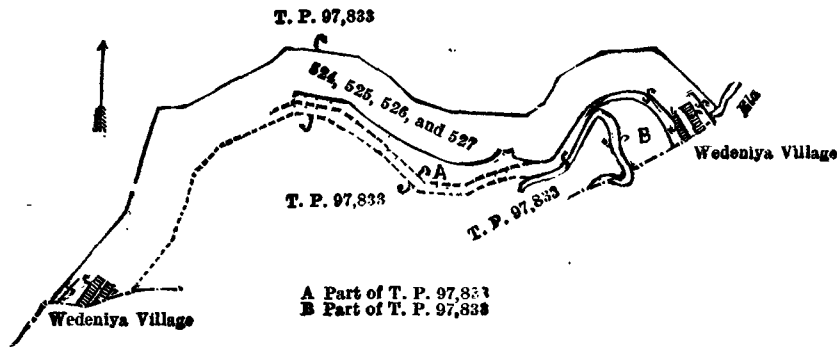 T. P. 97,833
524, 525, 526, and 527
Ela
B
Wedeniya Village
A
T. P. 97,833
T. P. 97,833
A Part of T. P. 97,833
B Part of T. P. 97,833
Wedeniya Village